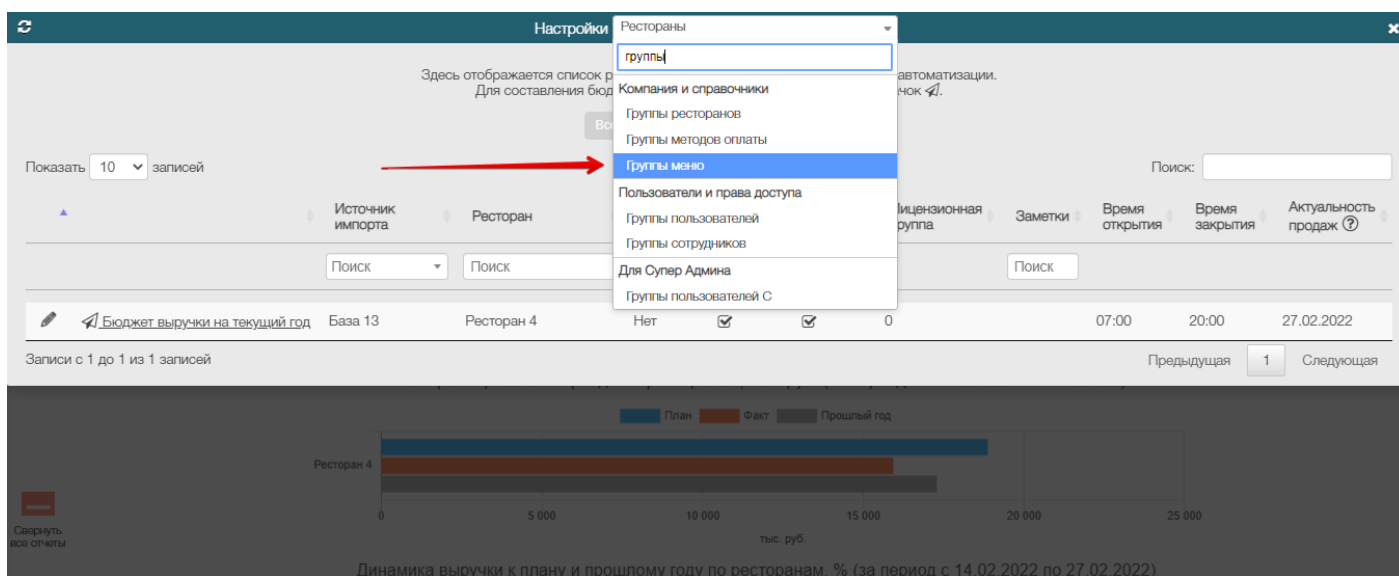 Настройки Рестораны
группы
Здесь отображается список р
автоматизации.
Для составления бюд
чок
Компания и справочники
Группы ресторанов
Вс
Группы методов оплаты
Группы меню
Показать 10 записей
Поиск:
Пользователи и права доступа
Группы пользователей
Группы сотрудников
Для Супер Админа
Группы пользователей С
Источник импорта
Ресторан
Лицензионная группа
Заметки
Время открытия
Время закрытия
Актуальность продаж ?
Поиск
Поиск
Поиск
Бюджет выручки на текущий год База 13 Ресторан 4 Нет 0 07:00 20:00 27.02.2022
Записи с 1 до 1 из 1 записей
Предыдущая 1 Следующая
План Факт Прошлый год
Ресторан 4
0 5 000 10 000 15 000 20 000 25 000
тыс. руб.
Свернуть
все отчеты
Динамика выручки к плану и прошлому году по ресторанам, % (за период с 14.02.2022 по 27.02.2022)